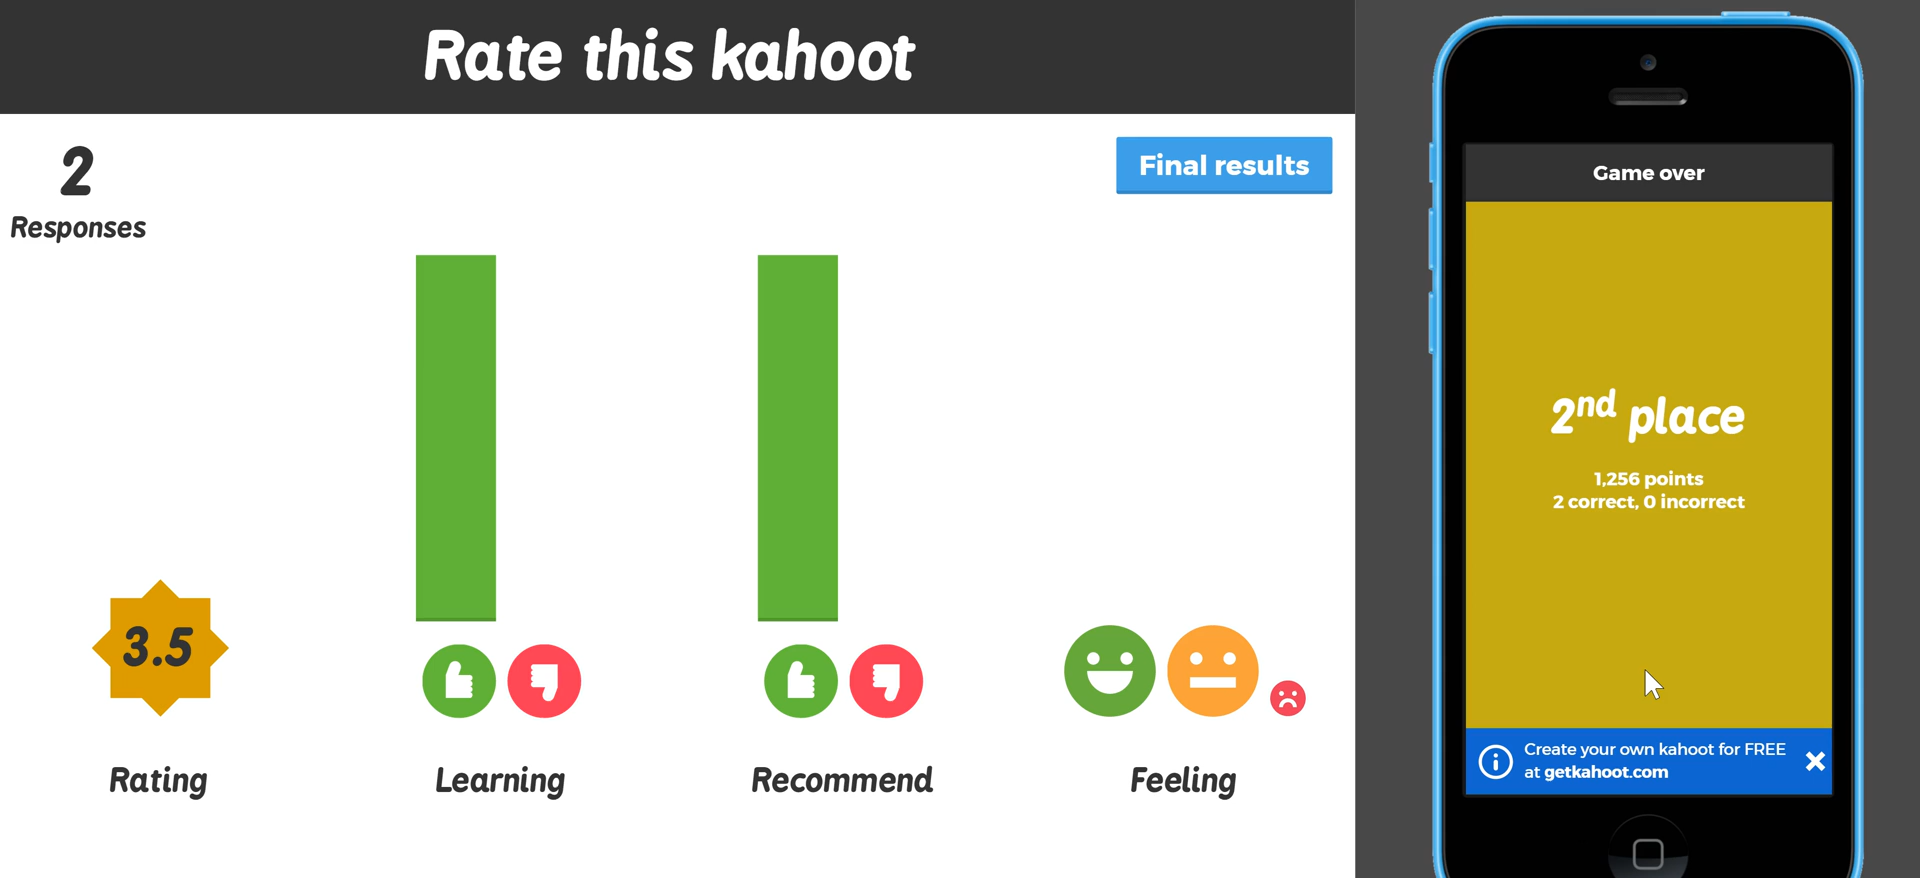 Rate this kahoot
2
Responses
Final results
3.5
Rating
Learning
Recommend
Feeling
Game over
2nd place
1,256 points
2 correct, 0 incorrect
Create your own kahoot for FREE
at getkahoot.com